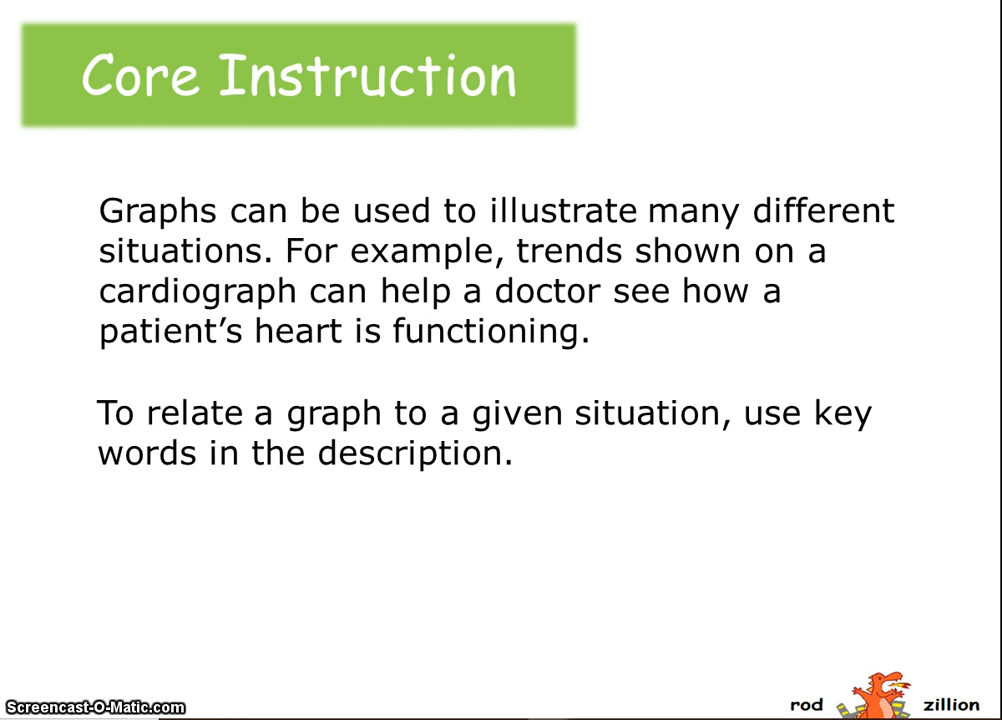 Core Instruction
Graphs can be used to illustrate many different
situations. For example, trends shown on a
cardiograph can help a doctor see how a
patient’s heart is functioning.
To relate a graph to a given situation, use key
words in the description.
Screencast-O-Matic.com
rod zillion